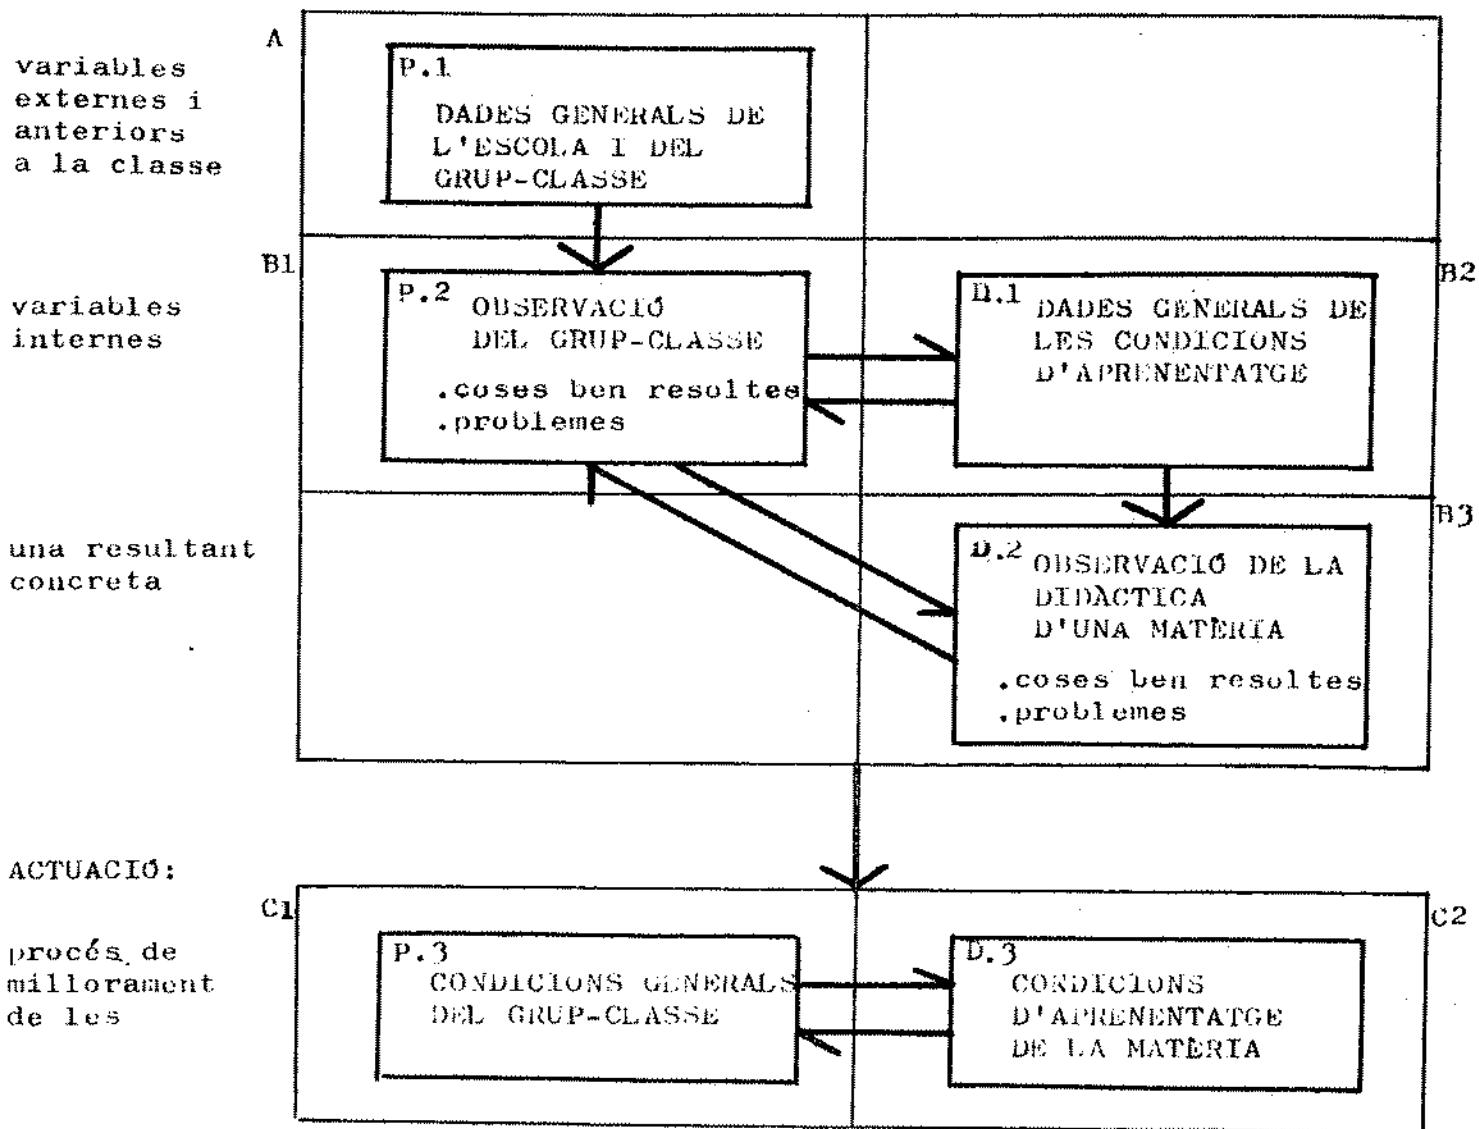 A
variables
externes i
anteriors
a la classe
P.1
DADES GENERALS DE
L'ESCOLA I DEL
GRUP-CLASSE
B1
variables
internes
P.2
OBSERVACIÓ
DEL GRUP-CLASSE
.coses ben resoltes
.problemes
B2
D.1
DADES GENERALS DE
LES CONDICIONS
D'APRENENTATGE
una resultant
concreta
B3
D.2
OBSERVACIÓ DE LA
DIDÀCTICA
D'UNA MATÈRIA
.coses ben resoltes
.problemes
ACTUACIÓ:
C1
procés de
millorament
de les
P.3
CONDICIONS GENERALS
DEL GRUP-CLASSE
C2
D.3
CONDICIONS
D'APRENENTATGE
DE LA MATÈRIA